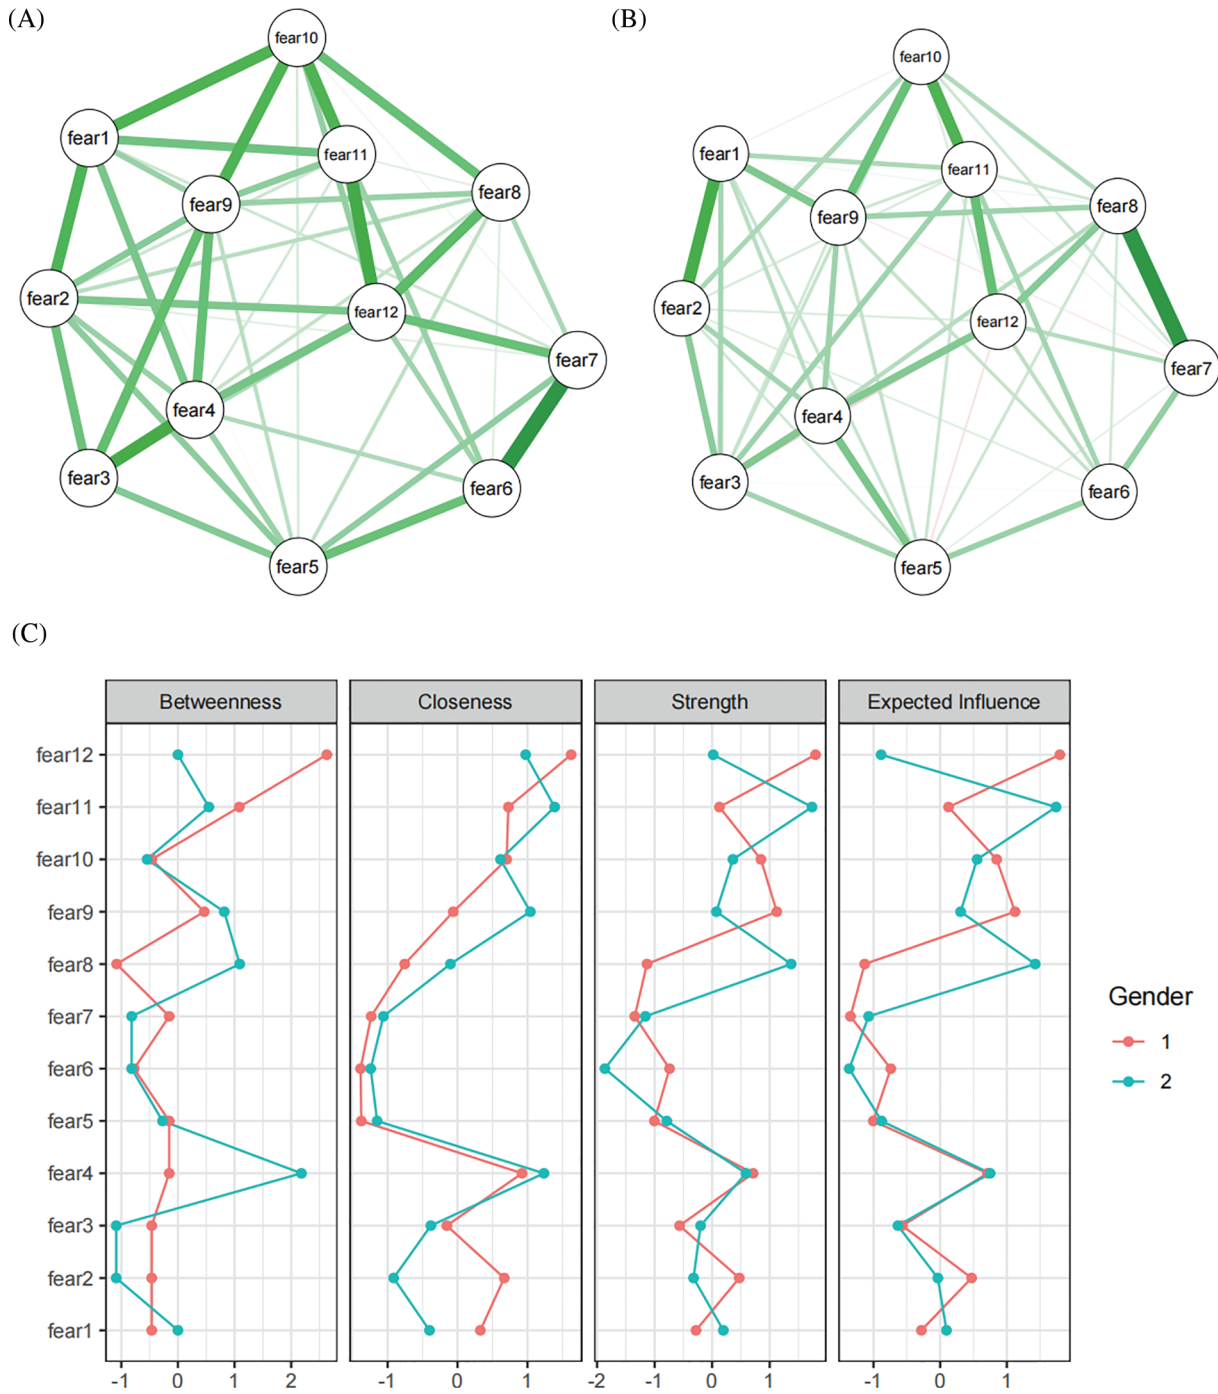 (A)
(B)
fear10
fear1
fear11
fear9
fear8
fear2
fear12
fear7
fear4
fear3
fear6
fear5
fear10
fear1
fear11
fear9
fear8
fear2
fear12
fear7
fear4
fear3
fear6
fear5
(C)
Betweenness Closeness Strength Expected Influence
fear12
fear11
fear10
fear9
fear8
fear7
fear6
fear5
fear4
fear3
fear2
fear1
-1 0 1 2 -1 0 1 -2 -1 0 1 -1 0 1
Gender
1
2